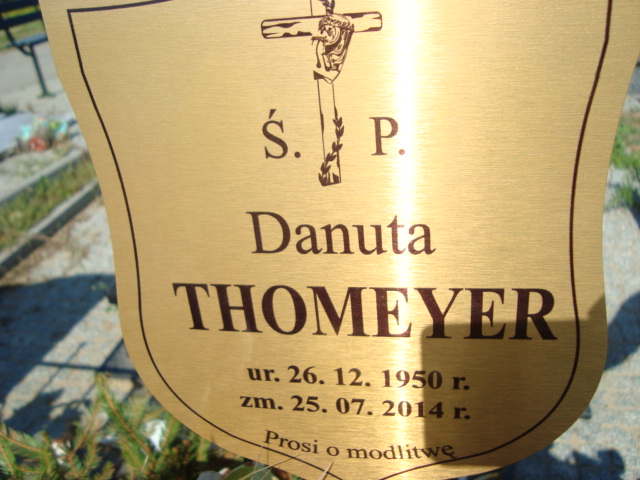 Ś. P.
Danuta
THOMEYER
ur. 26. 12. 1950 r.
zm. 25. 07. 2014 r.
Prosi o modlitwę